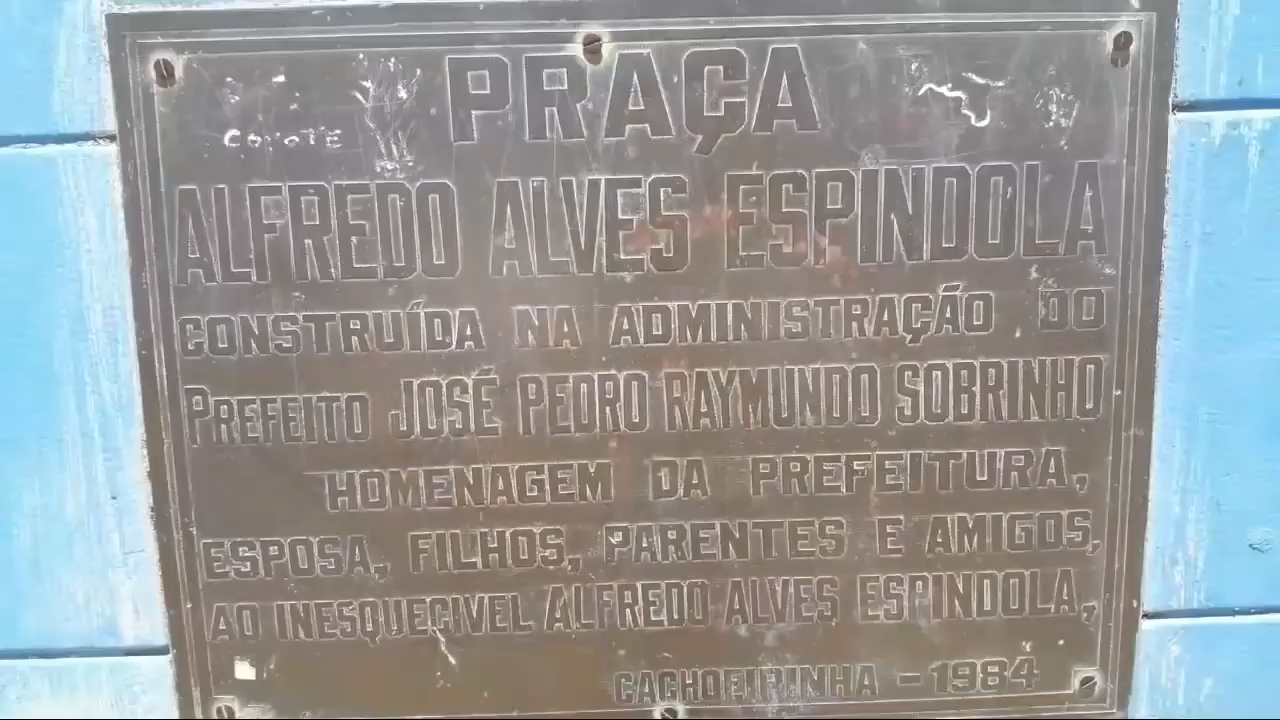 PRAÇA
COYOTE
ALFREDO ALVES ESPINDOLA
CONSTRUÍDA NA ADMINISTRAÇÃO DO
PREFEITO JOSÉ PEDRO RAYMUNDO SOBRINHO
HOMENAGEM DA PREFEITURA,
ESPOSA, FILHOS, PARENTES E AMIGOS,
AO INESQUECIVEL ALFREDO ALVES ESPINDOLA,
CACHOEIRINHA - 1984